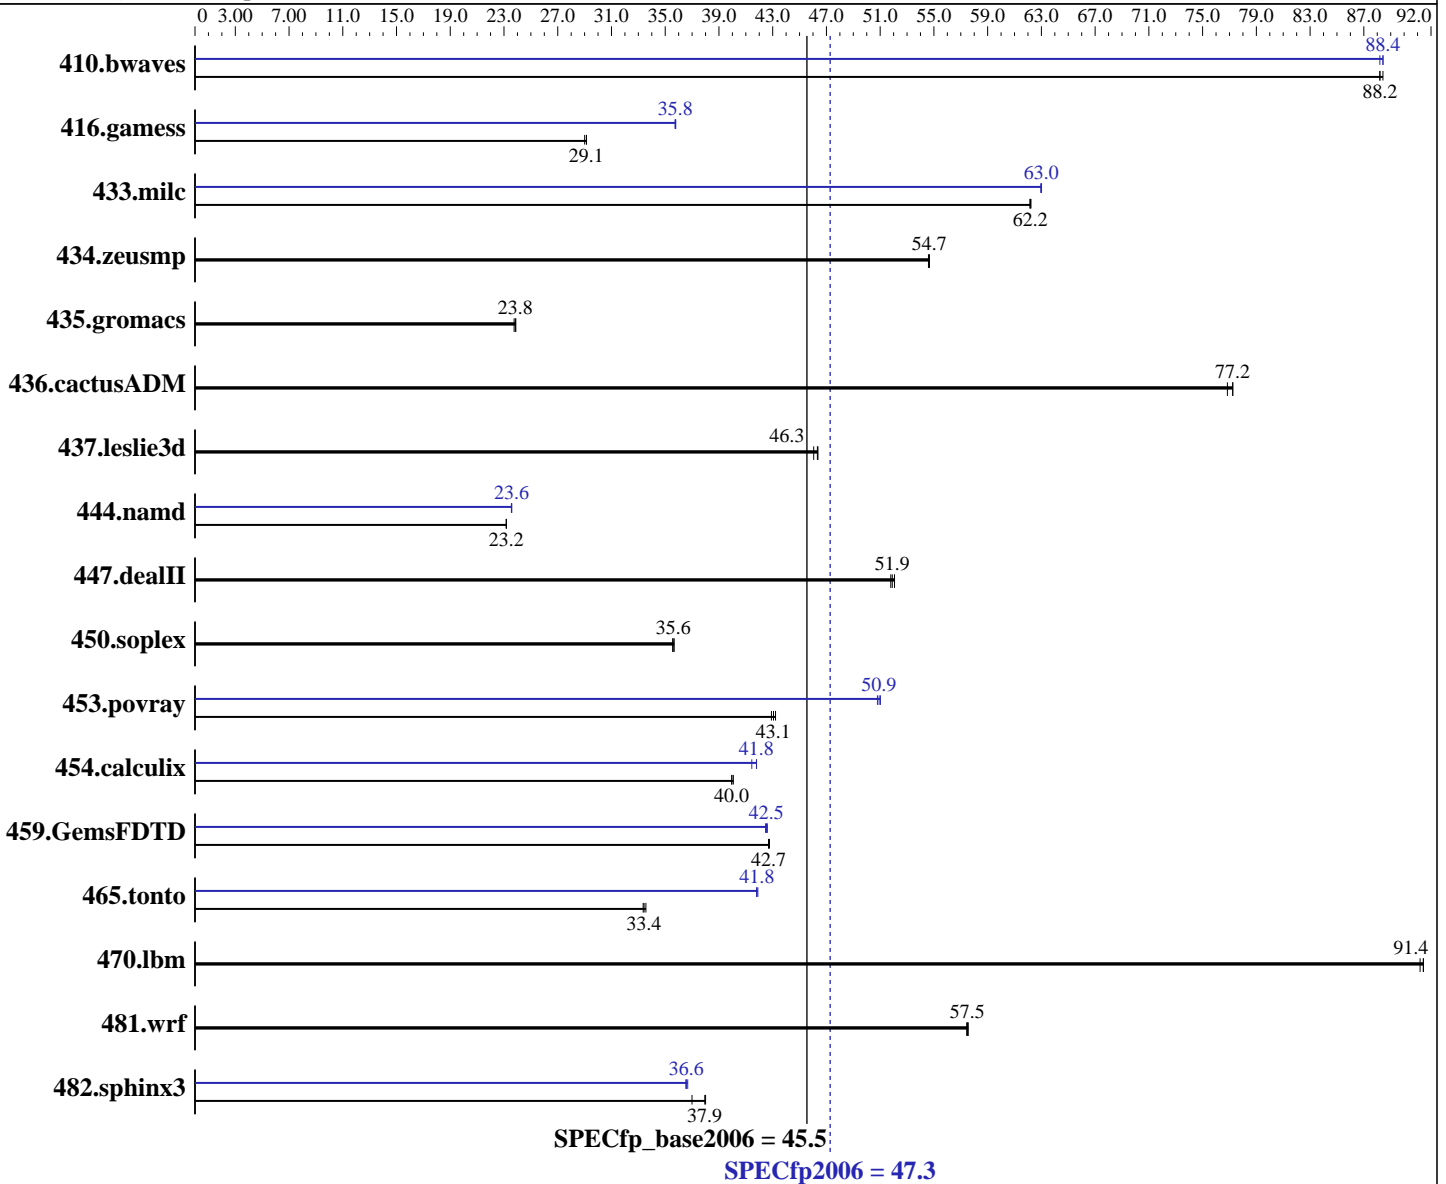 0 3.00 7.00 11.0 15.0 19.0 23.0 27.0 31.0 35.0 39.0 43.0 47.0 51.0 55.0 59.0 63.0 67.0 71.0 75.0 79.0 83.0 87.0 92.0
88.4
410.bwaves
88.2
35.8
416.gamess
29.1
63.0
433.milc
62.2
54.7
434.zeusmp
23.8
435.gromacs
77.2
436.cactusADM
46.3
437.leslie3d
23.6
444.namd
23.2
51.9
447.dealII
35.6
450.soplex
50.9
453.povray
43.1
41.8
454.calculix
40.0
42.5
459.GemsFDTD
42.7
41.8
465.tonto
33.4
91.4
470.lbm
57.5
481.wrf
36.6
482.sphinx3
37.9
SPECfp_base2006 = 45.5
SPECfp2006 = 47.3